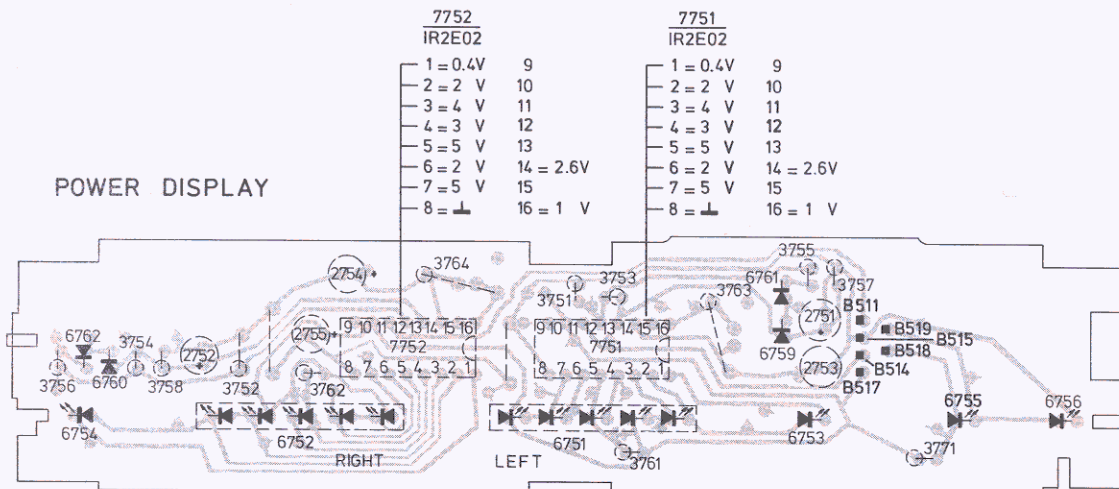 7752
IR2E02
1 = 0.4V 9
2 = 2 V 10
3 = 4 V 11
4 = 3 V 12
5 = 5 V 13
6 = 2 V 14 = 2.6V
7 = 5 V 15
8 = ⊥ 16 = 1 V
7751
IR2E02
1 = 0.4V 9
2 = 2 V 10
3 = 4 V 11
4 = 3 V 12
5 = 5 V 13
6 = 2 V 14 = 2.6V
7 = 5 V 15
8 = ⊥ 16 = 1 V
POWER DISPLAY
2754 +
3764
3751
3753
3763
6761
3755
3757
2751
B511
B519
B515
B518
B514
B517
6762
3754
2752 +
2755 +
9 10 11 12 13 14 15 16
7752
8 7 6 5 4 3 2 1
9 10 11 12 13 14 15 16
7751
8 7 6 5 4 3 2 1
6759
2753
3756
6760
3758
3752
3762
6754
6752
6751
6753
6755
6756
RIGHT
LEFT
3761
3771